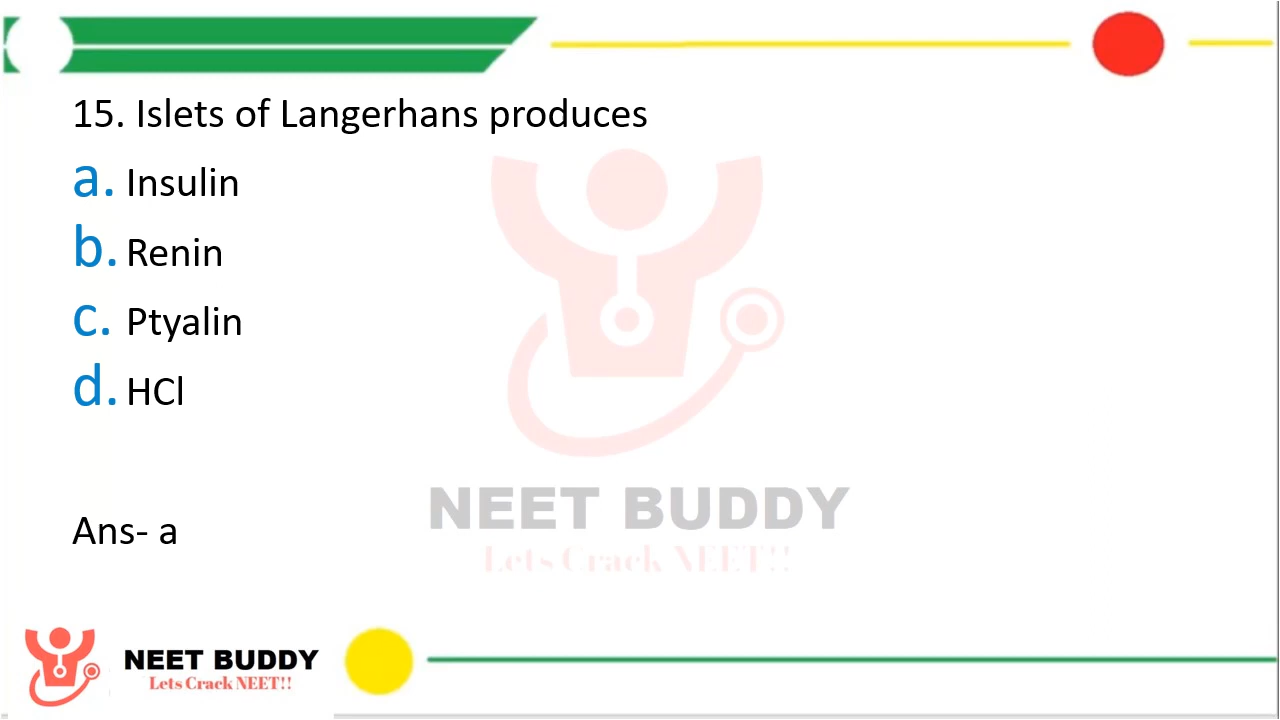 15. Islets of Langerhans produces
a. Insulin
b. Renin
c. Ptyalin
d. HCl
NEET BUDDY
Lets Crack NEET!!
Ans- a
NEET BUDDY
Lets Crack NEET!!